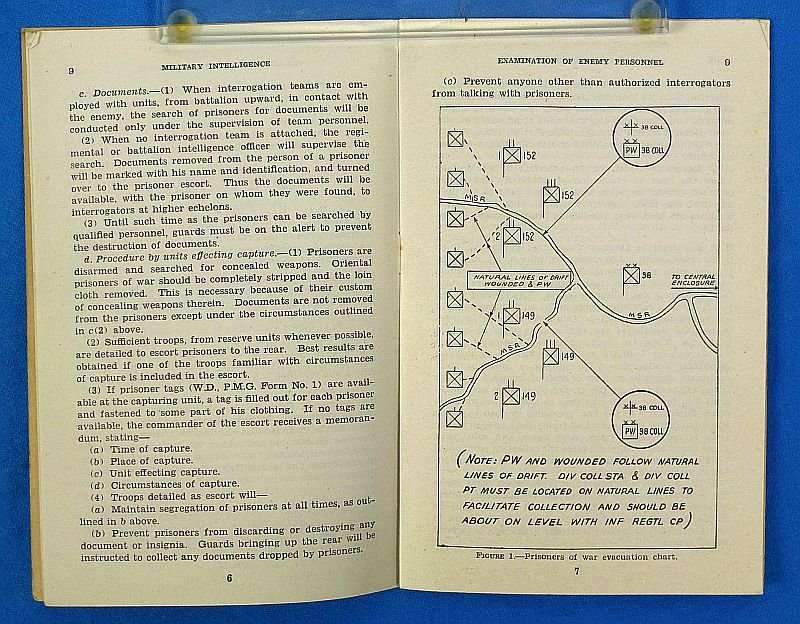 9 MILITARY INTELLIGENCE
c. Documents.—(1) When interrogation teams are em-
ployed with units, from battalion upward, in contact with
the enemy, the search of prisoners for documents will be
conducted only under the supervision of team personnel.
(2) When no interrogation team is attached, the regi-
mental or battalion intelligence officer will supervise the
search. Documents removed from the person of a prisoner
will be marked with his name and identification, and turned
over to the prisoner escort. Thus the documents will be
available, with the prisoner on whom they were found, to
interrogators at higher echelons.
(3) Until such time as the prisoners can be searched by
qualified personnel, guards must be on the alert to prevent
the destruction of documents.
d. Procedure by units effecting capture.—(1) Prisoners are
disarmed and searched for concealed weapons. Oriental
prisoners of war should be completely stripped and the loin
cloth removed. This is necessary because of their custom
of concealing weapons therein. Documents are not removed
from the prisoners except under the circumstances outlined
in c(2) above.
(2) Sufficient troops, from reserve units whenever possible,
are detailed to escort prisoners to the rear. Best results are
obtained if one of the troops familiar with circumstances
of capture is included in the escort.
(3) If prisoner tags (W.D., P.M.G. Form No. 1) are avail-
able at the capturing unit, a tag is filled out for each prisoner
and fastened to some part of his clothing. If no tags are
available, the commander of the escort receives a memoran-
dum, stating—
(a) Time of capture.
(b) Place of capture.
(c) Unit effecting capture.
(d) Circumstances of capture.
(4) Troops detailed as escort will—
(a) Maintain segregation of prisoners at all times, as out-
lined in b above.
(b) Prevent prisoners from discarding or destroying any
document or insignia. Guards bringing up the rear will be
instructed to collect any documents dropped by prisoners.
6
EXAMINATION OF ENEMY PERSONNEL 9
(c) Prevent anyone other than authorized interrogators
from talking with prisoners.
38 COLL
PW 38 COLL
1 152
152
MSR
2 152
NATURAL LINES OF DRIFT
WOUNDED & PW
38
TO CENTRAL
ENCLOSURE
MSR
1 149
MSR
149
2 149
38 COLL
PW 38 COLL
(NOTE: PW AND WOUNDED FOLLOW NATURAL
LINES OF DRIFT. DIV COLL STA. & DIV COLL
PT MUST BE LOCATED ON NATURAL LINES TO
FACILITATE COLLECTION AND SHOULD BE
ABOUT ON LEVEL WITH INF REGTL CP)
FIGURE 1.—Prisoners of war evacuation chart.
7